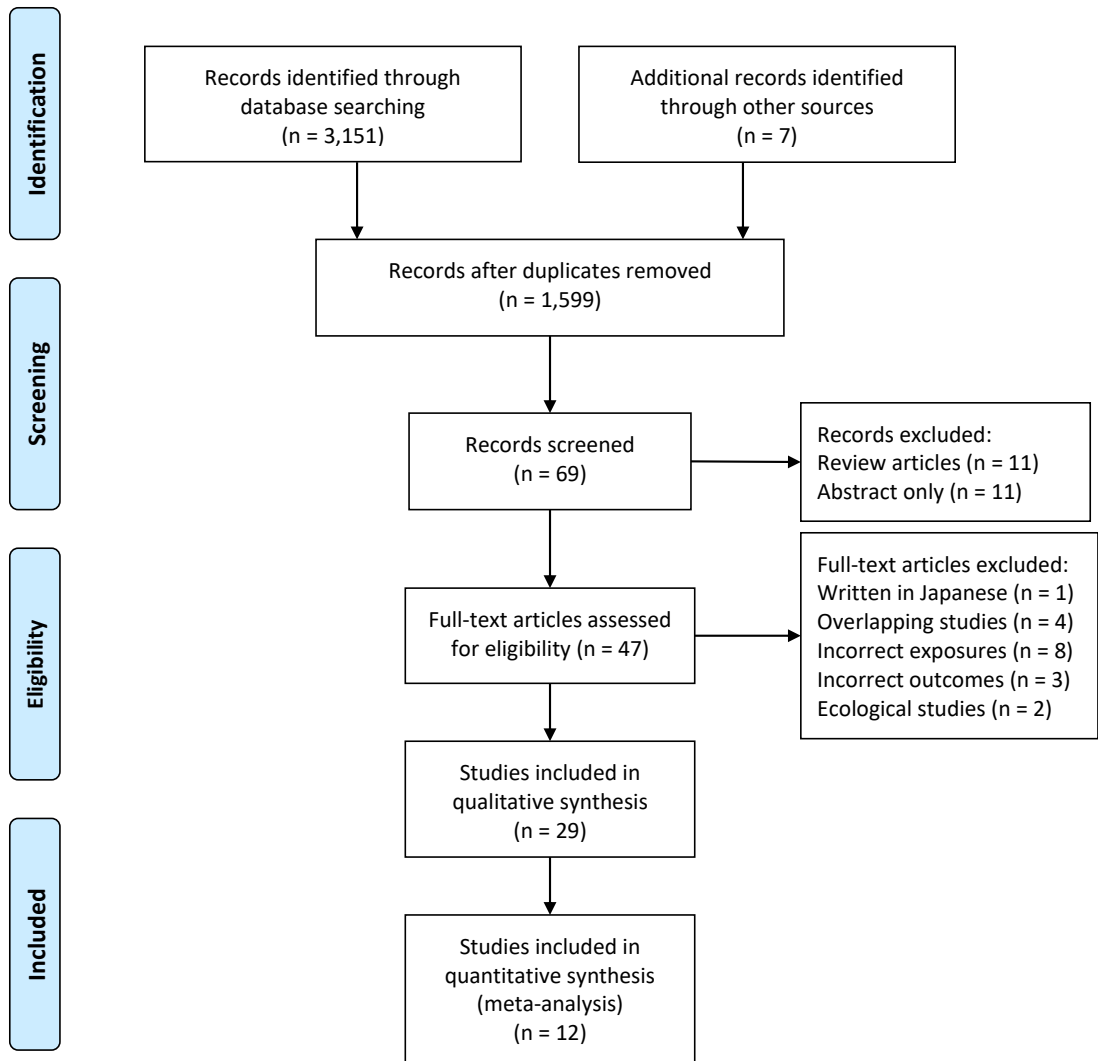 Identification
Records identified through
database searching
(n = 3,151)
Additional records identified
through other sources
(n = 7)
Records after duplicates removed
(n = 1,599)
Screening
Records screened
(n = 69)
Records excluded:
Review articles (n = 11)
Abstract only (n = 11)
Eligibility
Full-text articles assessed
for eligibility (n = 47)
Full-text articles excluded:
Written in Japanese (n = 1)
Overlapping studies (n = 4)
Incorrect exposures (n = 8)
Incorrect outcomes (n = 3)
Ecological studies (n = 2)
Studies included in
qualitative synthesis
(n = 29)
Included
Studies included in
quantitative synthesis
(meta-analysis)
(n = 12)